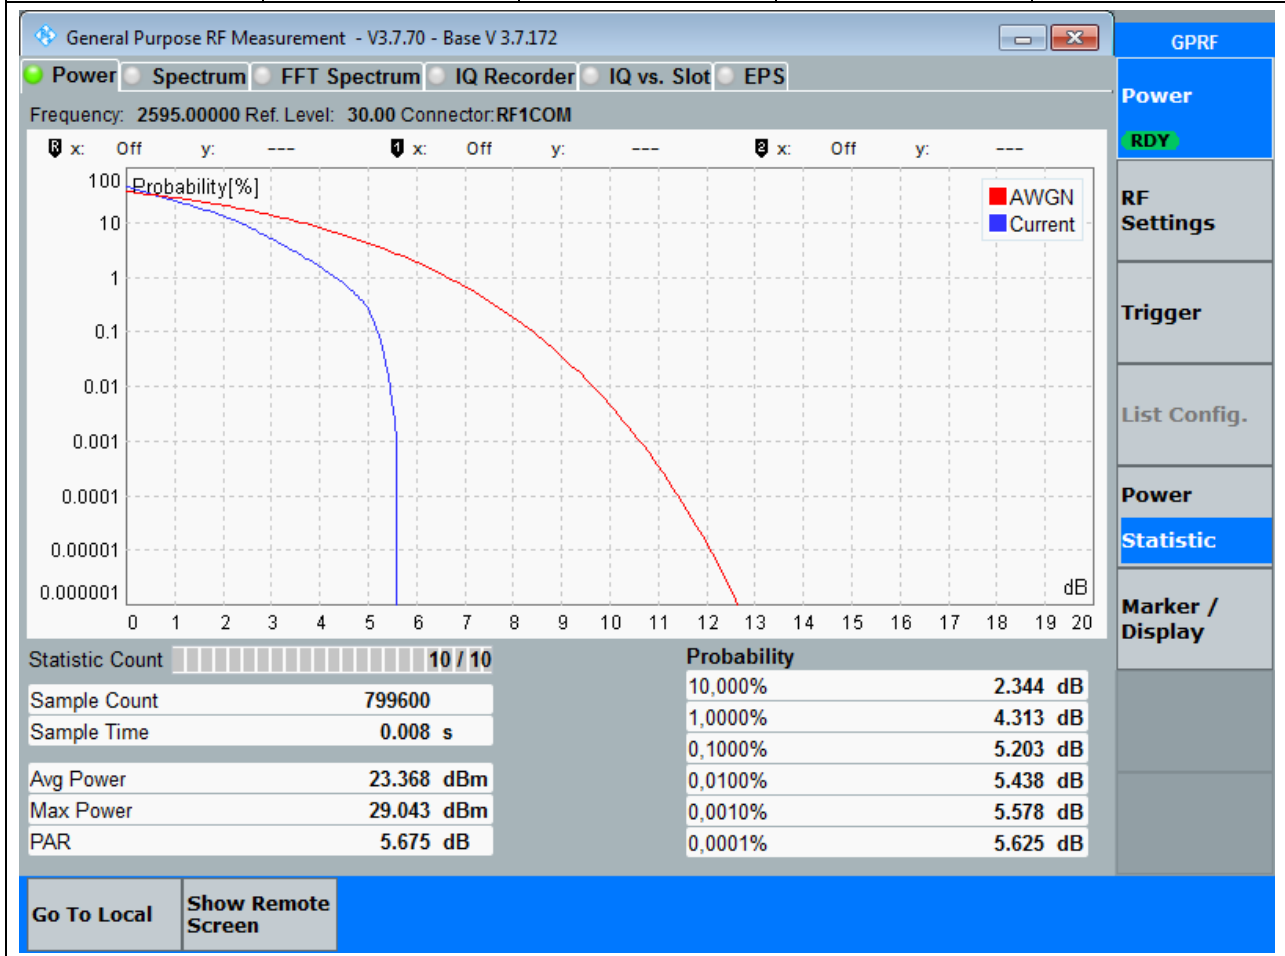 General Purpose RF Measurement - V3.7.70 - Base V 3.7.172
GPRF
Power Spectrum FFT Spectrum IQ Recorder IQ vs. Slot EPS
Frequency: 2595.00000 Ref. Level: 30.00 Connector: RF1COM
R x: Off y: --- 1 x: Off y: --- 2 x: Off y: ---
Probability[%]
AWGN
Current
100
10
1
0.1
0.01
0.001
0.0001
0.00001
0.000001
dB
0 1 2 3 4 5 6 7 8 9 10 11 12 13 14 15 16 17 18 19 20
Statistic Count 10 / 10
Sample Count 799600
Sample Time 0.008 s
Avg Power 23.368 dBm
Max Power 29.043 dBm
PAR 5.675 dB
Probability
10,000% 2.344 dB
1,0000% 4.313 dB
0,1000% 5.203 dB
0,0100% 5.438 dB
0,0010% 5.578 dB
0,0001% 5.625 dB
Power
RDY
RF
Settings
Trigger
List Config.
Power
Statistic
Marker /
Display
Go To Local
Show Remote
Screen